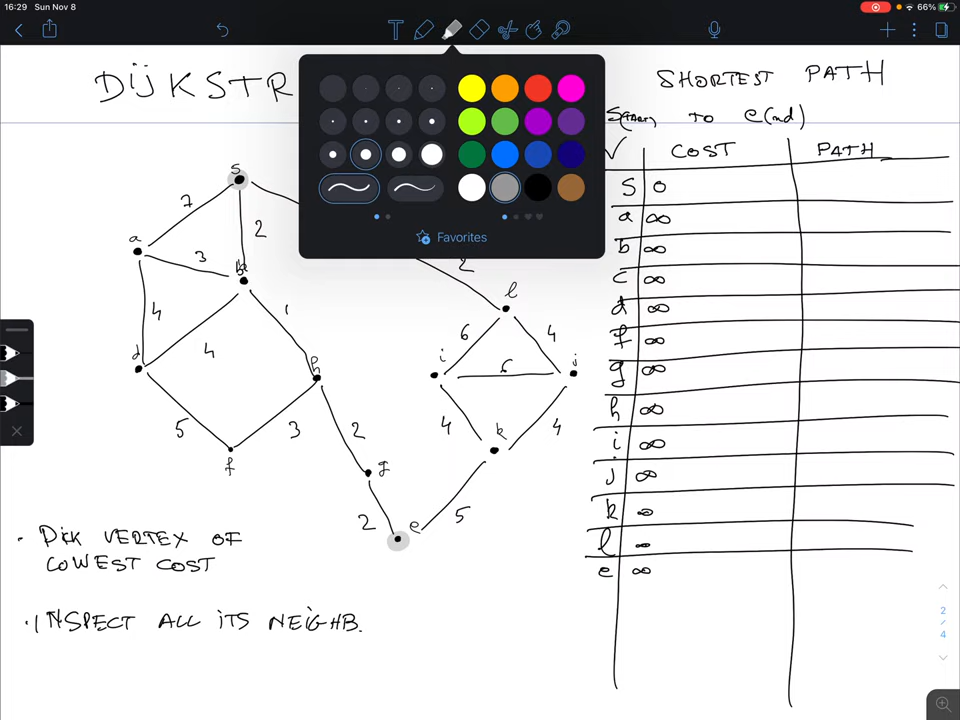 16:29 Sun Nov 8
66%
DIJKSTR
SHORTEST PATH
S(TART) TO e(nd)
V COST PATH
S 0
a ∞
b ∞
c ∞
d ∞
f ∞
g ∞
h ∞
i ∞
j ∞
k ∞
l ∞
e ∞
Favorites
s
7
2
a
3
b
4
4
1
d
h
5
3
2
f
g
2
e
2
l
6
4
i
6
j
4
k
4
5
• PICK VERTEX OF
LOWEST COST
• INSPECT ALL ITS NEIGHB.
2
/
4